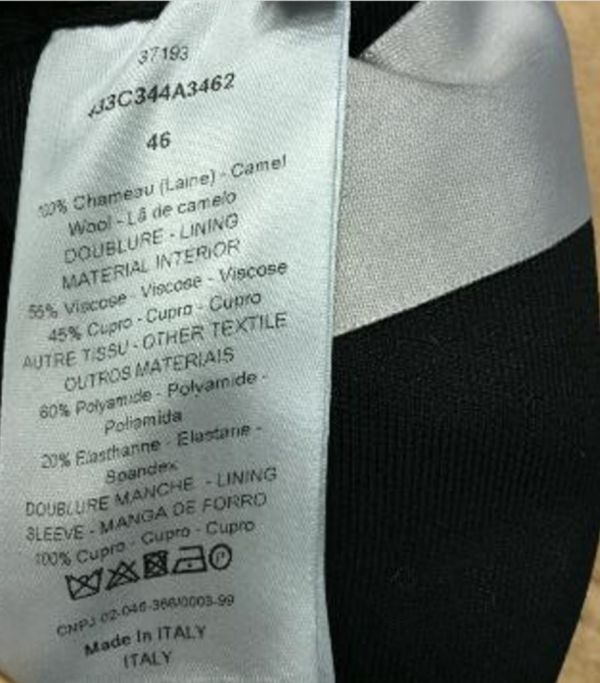 37193
33C344A3462
46
100% Chameau (Laine) - Camel
Wool - Lã de camelo
DOUBLURE - LINING
MATERIAL INTERIOR
55% Viscose - Viscose - Viscose
45% Cupro - Cupro - Cupro
AUTRE TISSU - OTHER TEXTILE
OUTROS MATERIAIS
80% Polyamide - Polyamide -
Poliamida
20% Elasthanne - Elastane -
Spandex
DOUBLURE MANCHE - LINING
SLEEVE - MANGA DE FORRO
100% Cupro - Cupro - Cupro
P
CNPJ 02-046-366/0003-99
Made In ITALY
ITALY